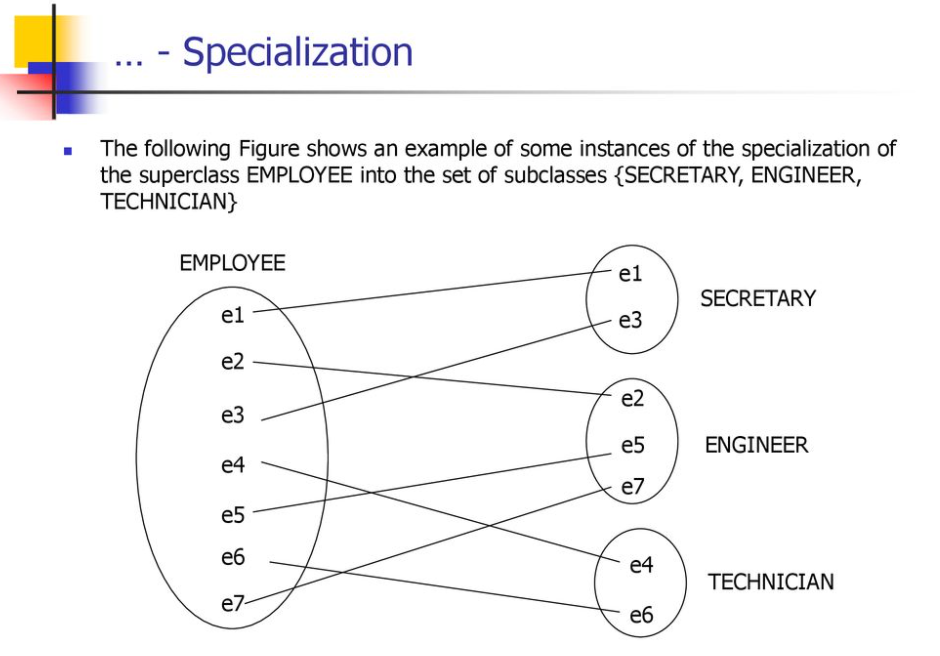 ... - Specialization
The following Figure shows an example of some instances of the specialization of
the superclass EMPLOYEE into the set of subclasses {SECRETARY, ENGINEER,
TECHNICIAN}
EMPLOYEE
e1
e2
e3
e4
e5
e6
e7
e1
e3
SECRETARY
e2
e5
e7
ENGINEER
e4
e6
TECHNICIAN